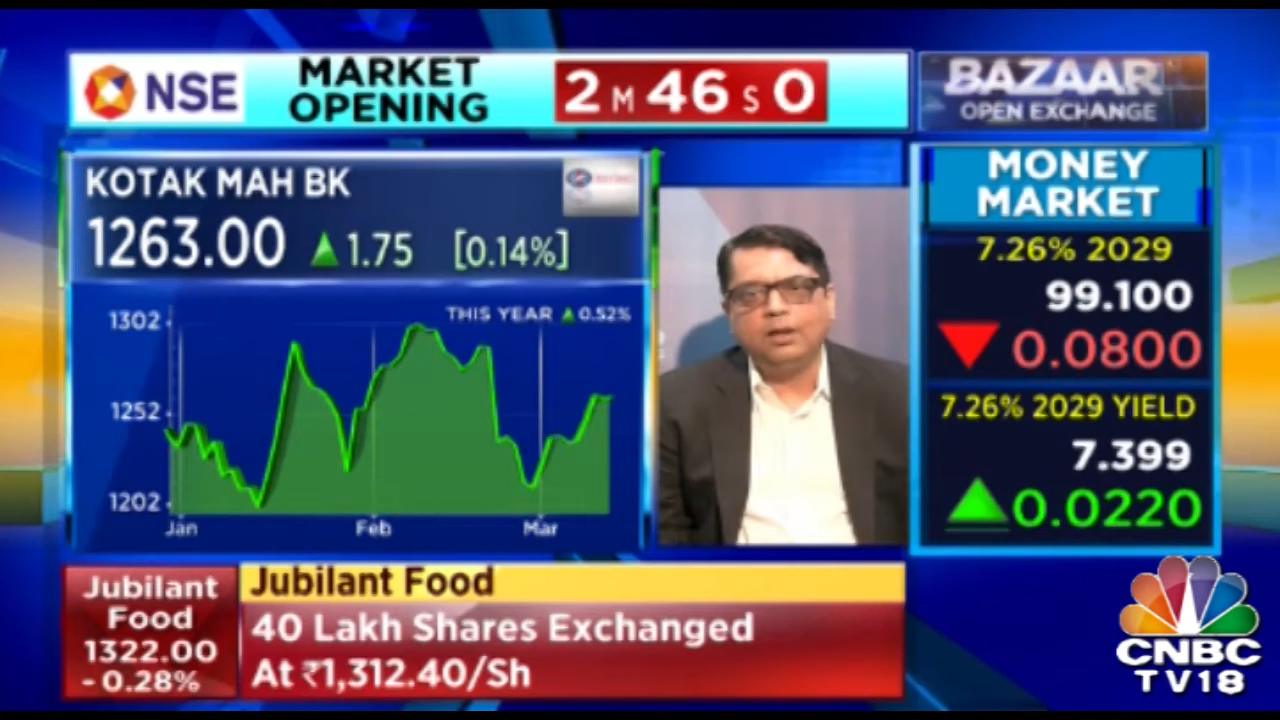 NSE
MARKET
OPENING
2 M 46 S 0
BAZAAR
OPEN EXCHANGE
KOTAK MAH BK
1263.00 ▲1.75 [0.14%]
THIS YEAR ▲0.52%
1302
1252
1202
Jan Feb Mar
MONEY
MARKET
7.26% 2029
99.100
▼0.0800
7.26% 2029 YIELD
7.399
▲0.0220
Jubilant
Food
1322.00
- 0.28%
Jubilant Food
40 Lakh Shares Exchanged
At ₹1,312.40/Sh
CNBC
TV18